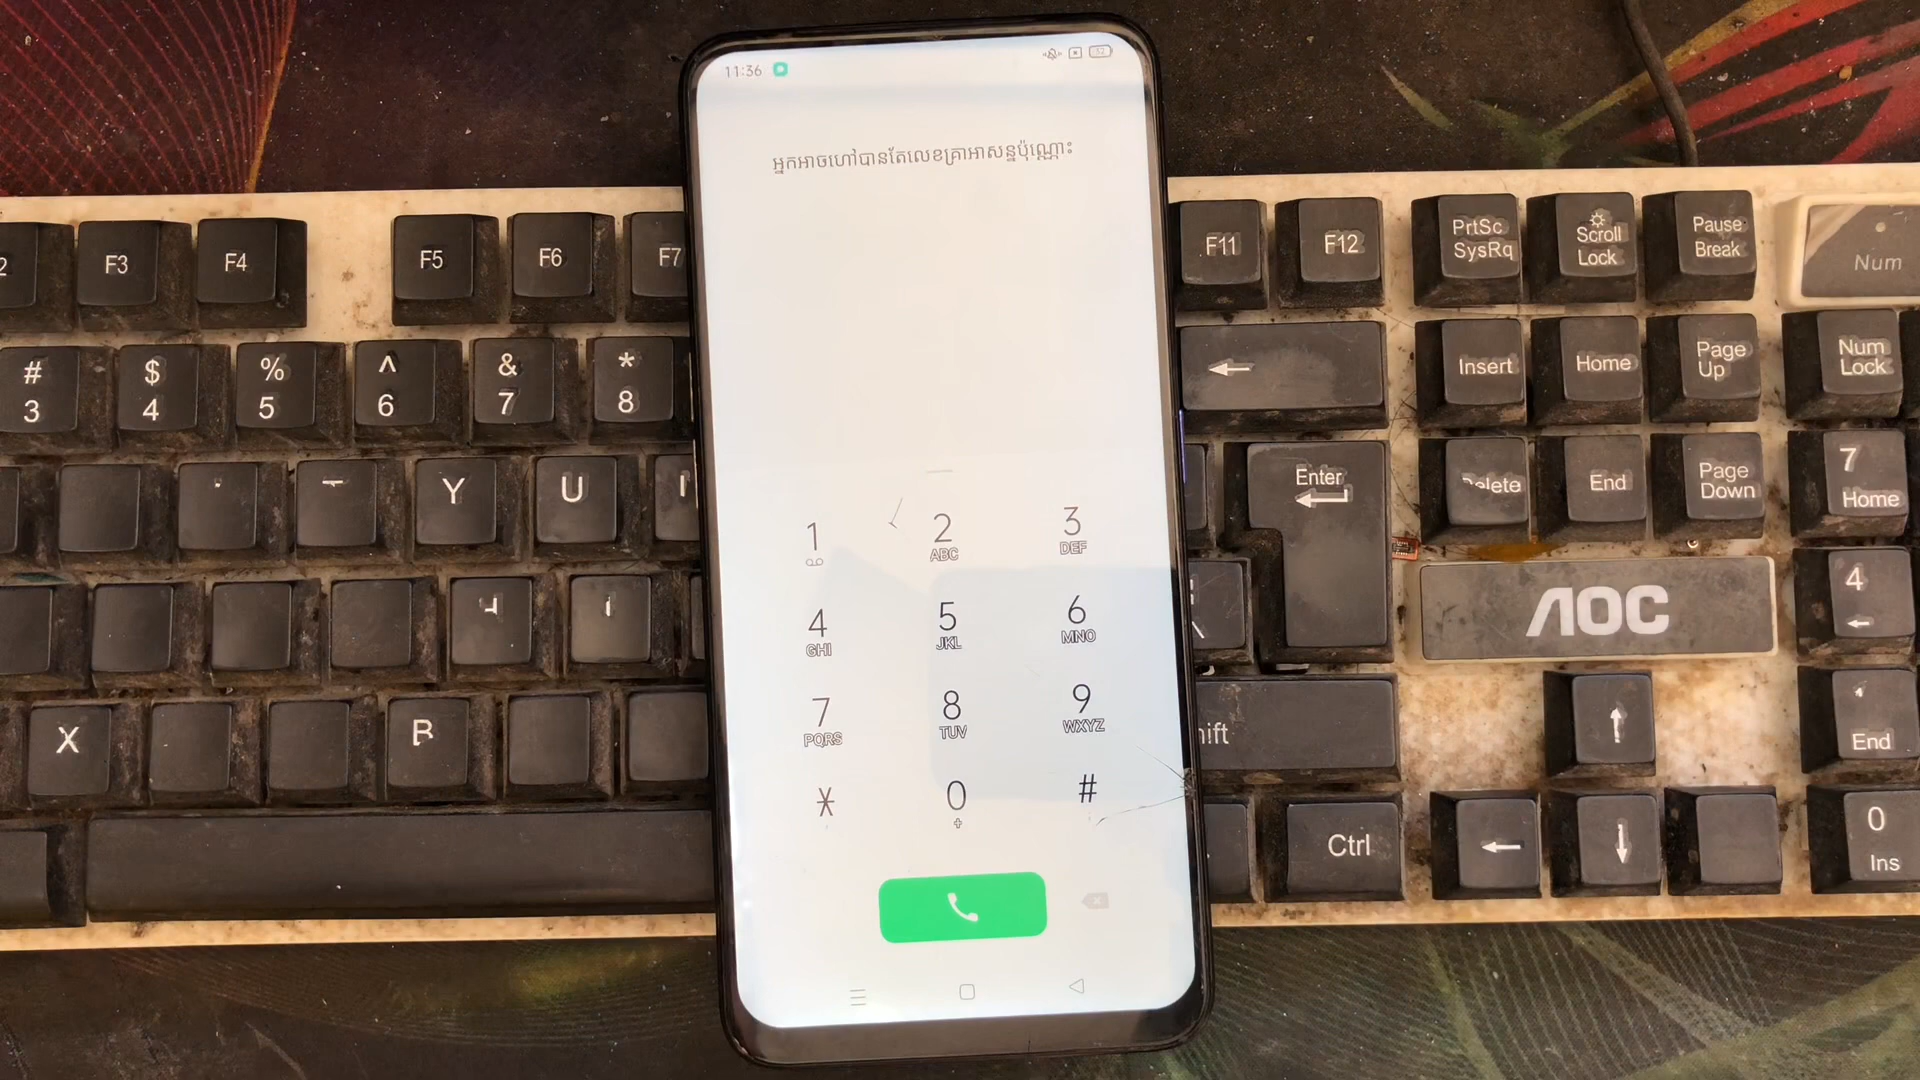 11:36
52
អ្នកអាចហៅបានតែលេខគ្រាអាសន្នប៉ុណ្ណោះ
1
2
ABC
3
DEF
4
GHI
5
JKL
6
MNO
7
PQRS
8
TUV
9
WXYZ
*
0
+
#
2
F3
F4
F5
F6
F7
F11
F12
PrtSc
SysRq
Scroll
Lock
Pause
Break
Num
#
3
$
4
%
5
^
6
&
7
*
8
Insert
Home
Page
Up
Num
Lock
Y
U
Enter
Delete
End
Page
Down
7
Home
AOC
4
X
B
End
Ctrl
0
Ins